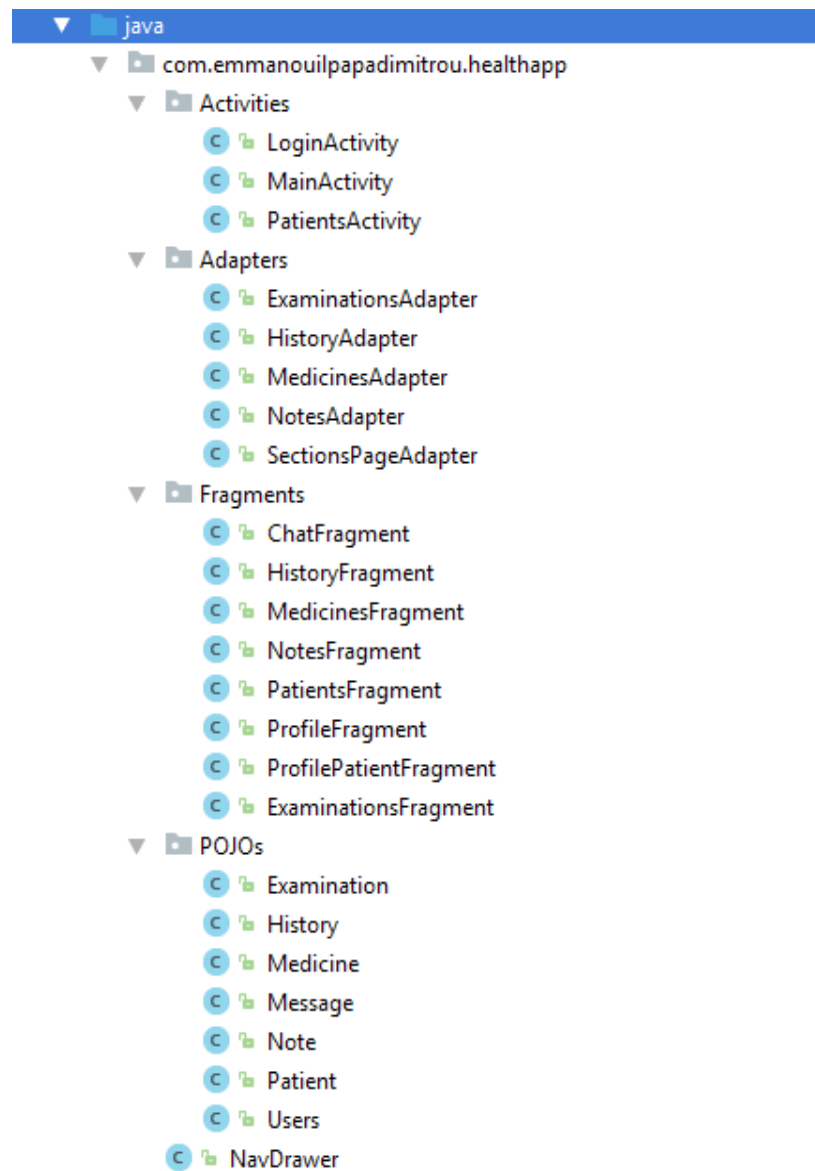 java
com.emmanouilpapadimitrou.healthapp
Activities
LoginActivity
MainActivity
PatientsActivity
Adapters
ExaminationsAdapter
HistoryAdapter
MedicinesAdapter
NotesAdapter
SectionsPageAdapter
Fragments
ChatFragment
HistoryFragment
MedicinesFragment
NotesFragment
PatientsFragment
ProfileFragment
ProfilePatientFragment
ExaminationsFragment
POJOs
Examination
History
Medicine
Message
Note
Patient
Users
NavDrawer